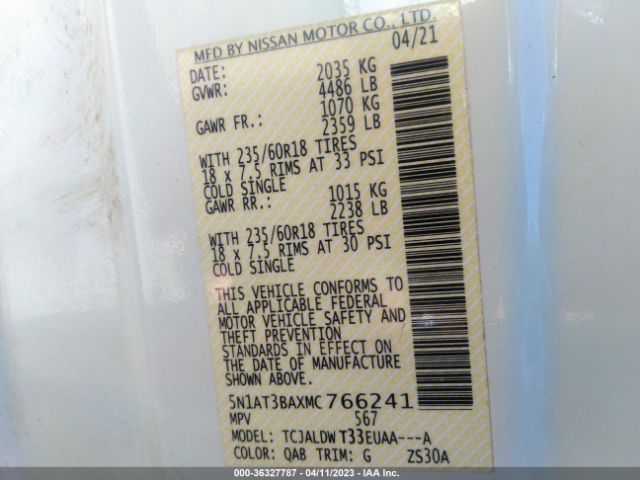 MFD BY NISSAN MOTOR CO., LTD.
DATE: 04/21
GVWR: 2035 KG
4486 LB
GAWR FR.: 1070 KG
2359 LB
WITH 235/60R18 TIRES
18 x 7.5 RIMS AT 33 PSI
COLD SINGLE
GAWR RR.: 1015 KG
2238 LB
WITH 235/60R18 TIRES
18 x 7.5 RIMS AT 30 PSI
COLD SINGLE
THIS VEHICLE CONFORMS TO
ALL APPLICABLE FEDERAL
MOTOR VEHICLE SAFETY AND
THEFT PREVENTION
STANDARDS IN EFFECT ON
THE DATE OF MANUFACTURE
SHOWN ABOVE.
5N1AT3BAXMC 766241
MPV 567
MODEL: TCJALDW T33EUAA---A
COLOR: QAB TRIM: G ZS30A
000-36327787 - 04/11/2023 - IAA Inc.